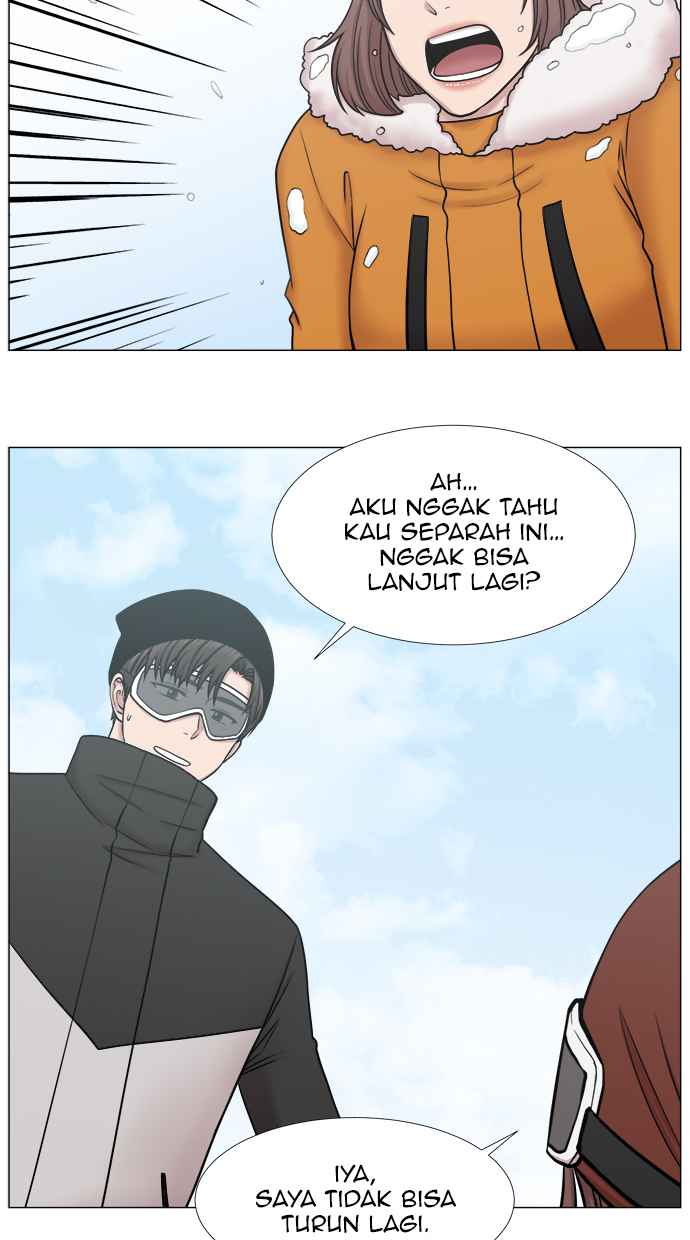 AH...
AKU NGGAK TAHU
KAU SEPARAH INI...
NGGAK BISA
LANJUT LAGI?
IYA,
SAYA TIDAK BISA
TURUN LAGI.